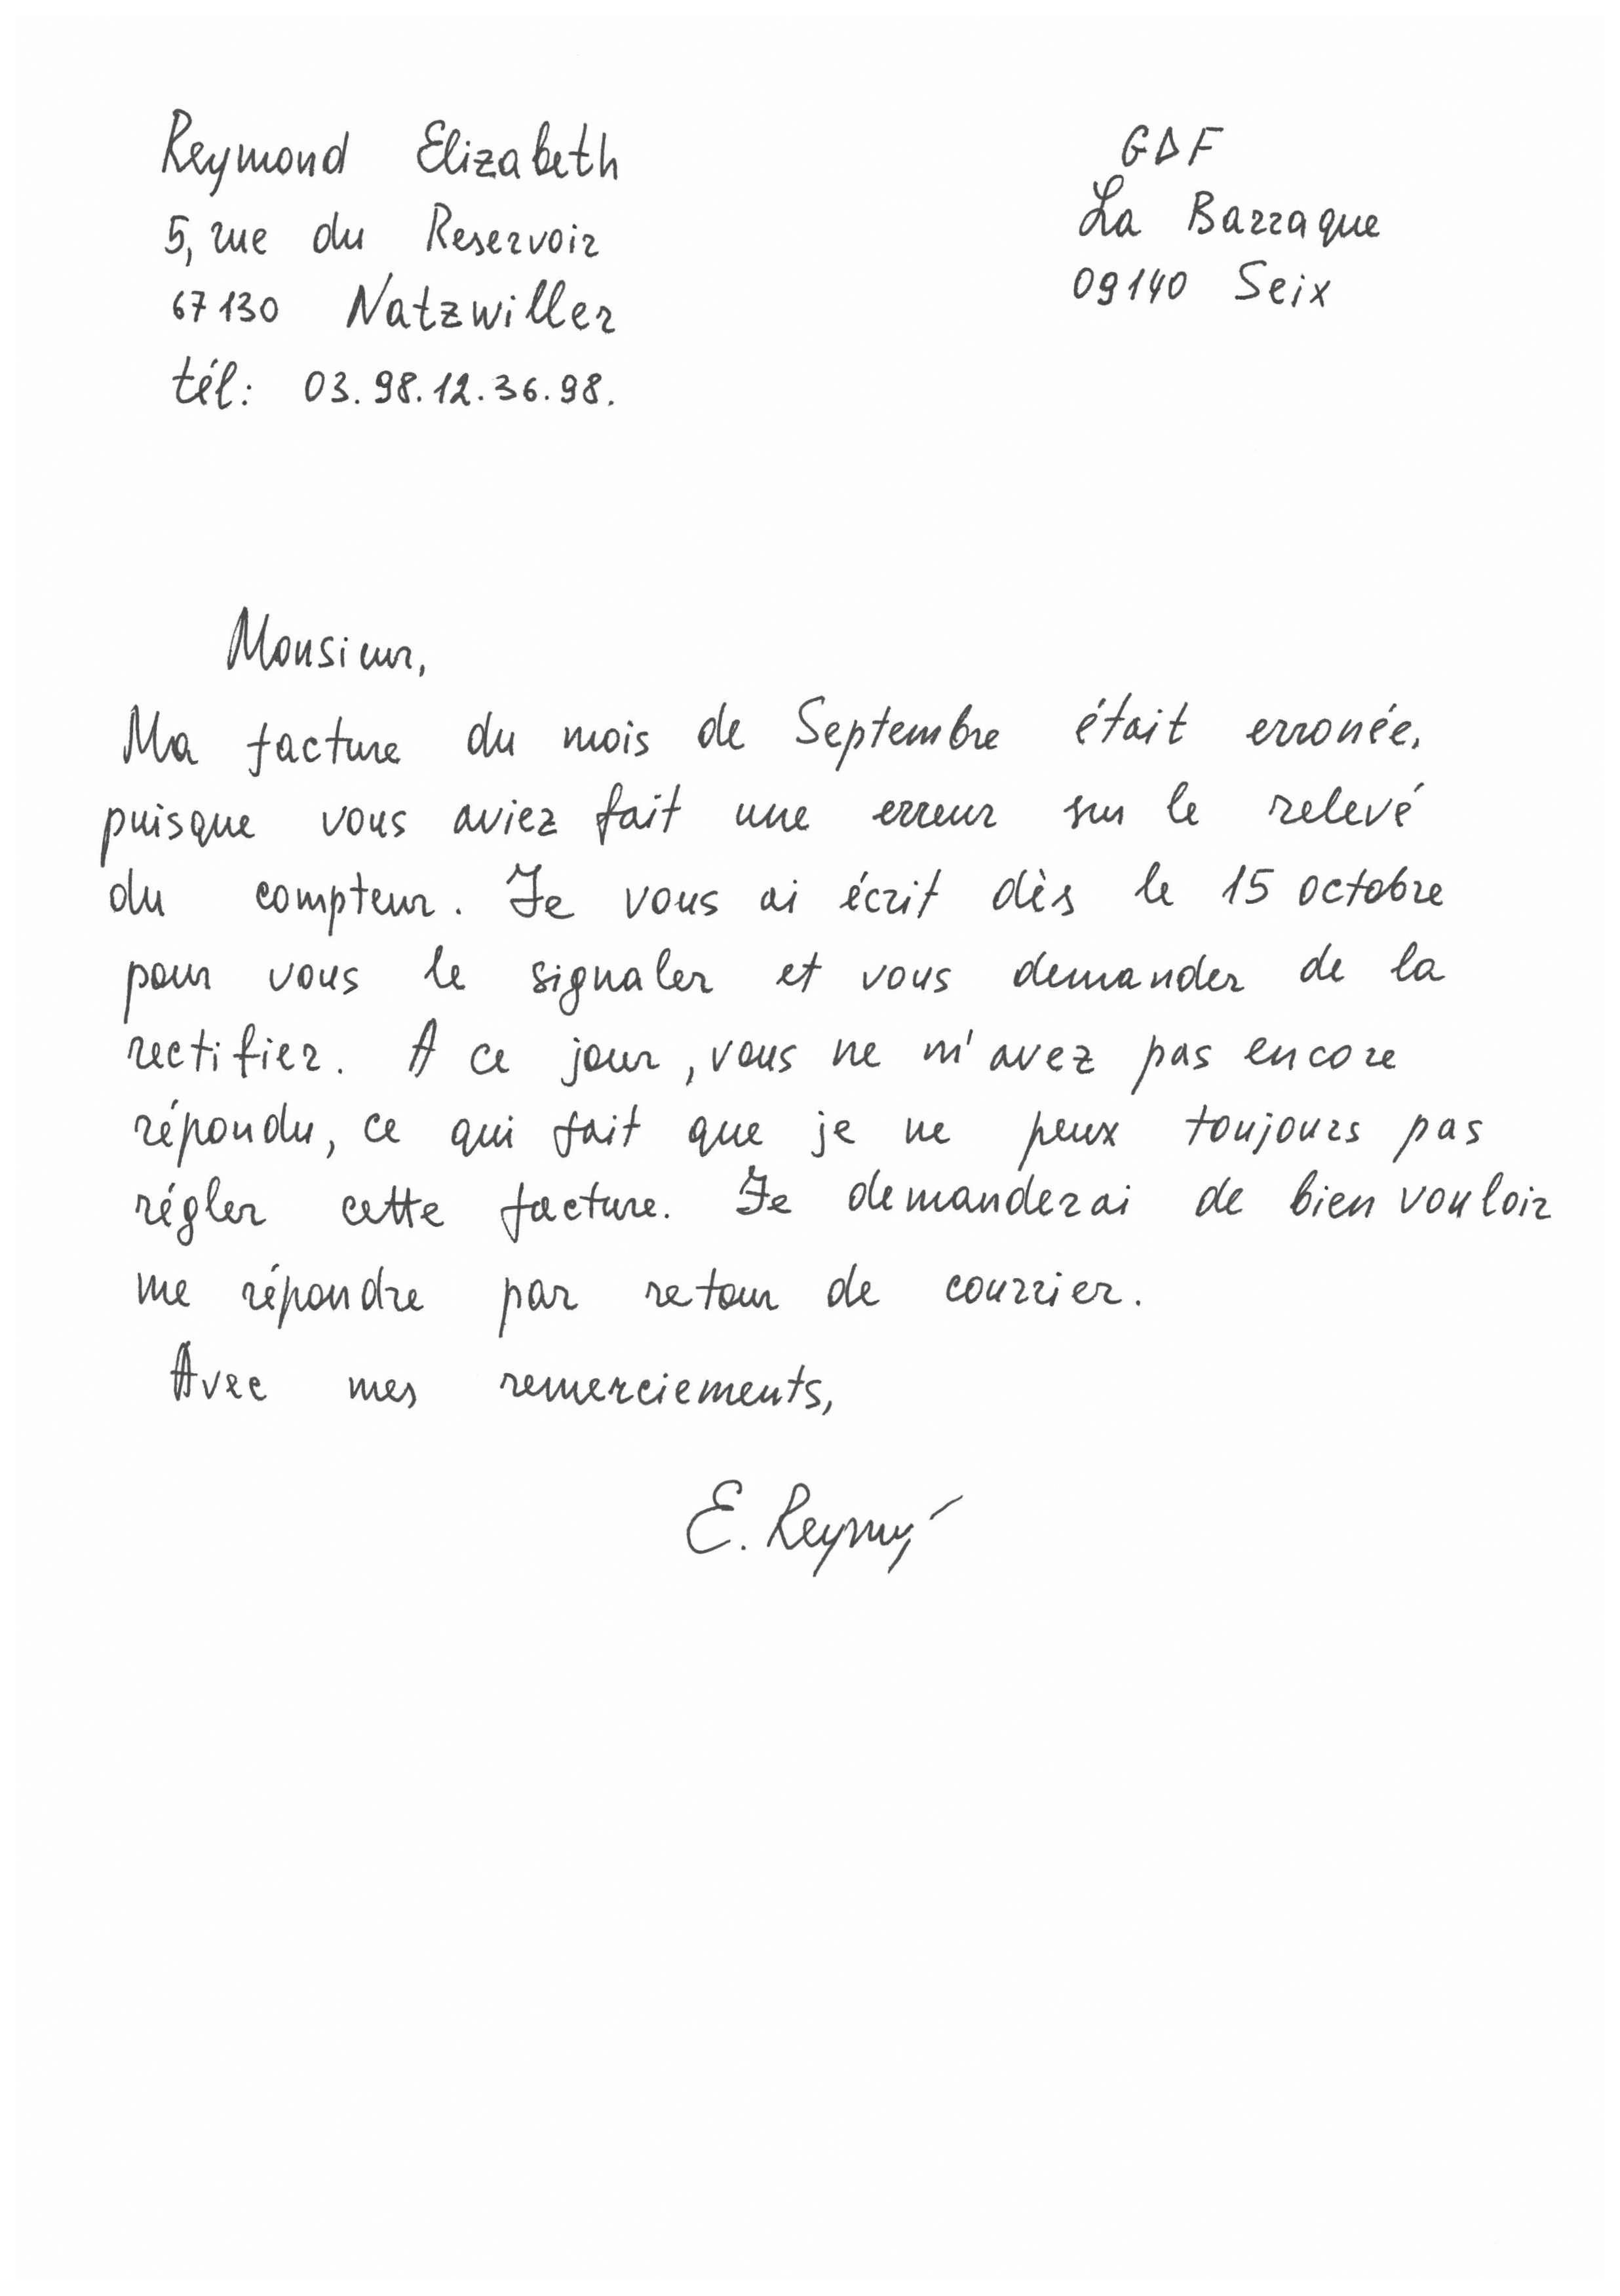 Reymond Elizabeth
5, rue du Reservoir
67130 Natzwiller
tél: 03.98.12.36.98.
GDF
La Barraque
09140 Seix
Monsieur,
Ma facture du mois de Septembre était erronée,
puisque vous aviez fait une erreur sur le relevé
du compteur. Je vous ai écrit dès le 15 octobre
pour vous le signaler et vous demander de la
rectifier. A ce jour, vous ne m'avez pas encore
répondu, ce qui fait que je ne peux toujours pas
régler cette facture. Je demanderai de bien vouloir
me répondre par retour de courrier.
Avec mes remerciements,
E.